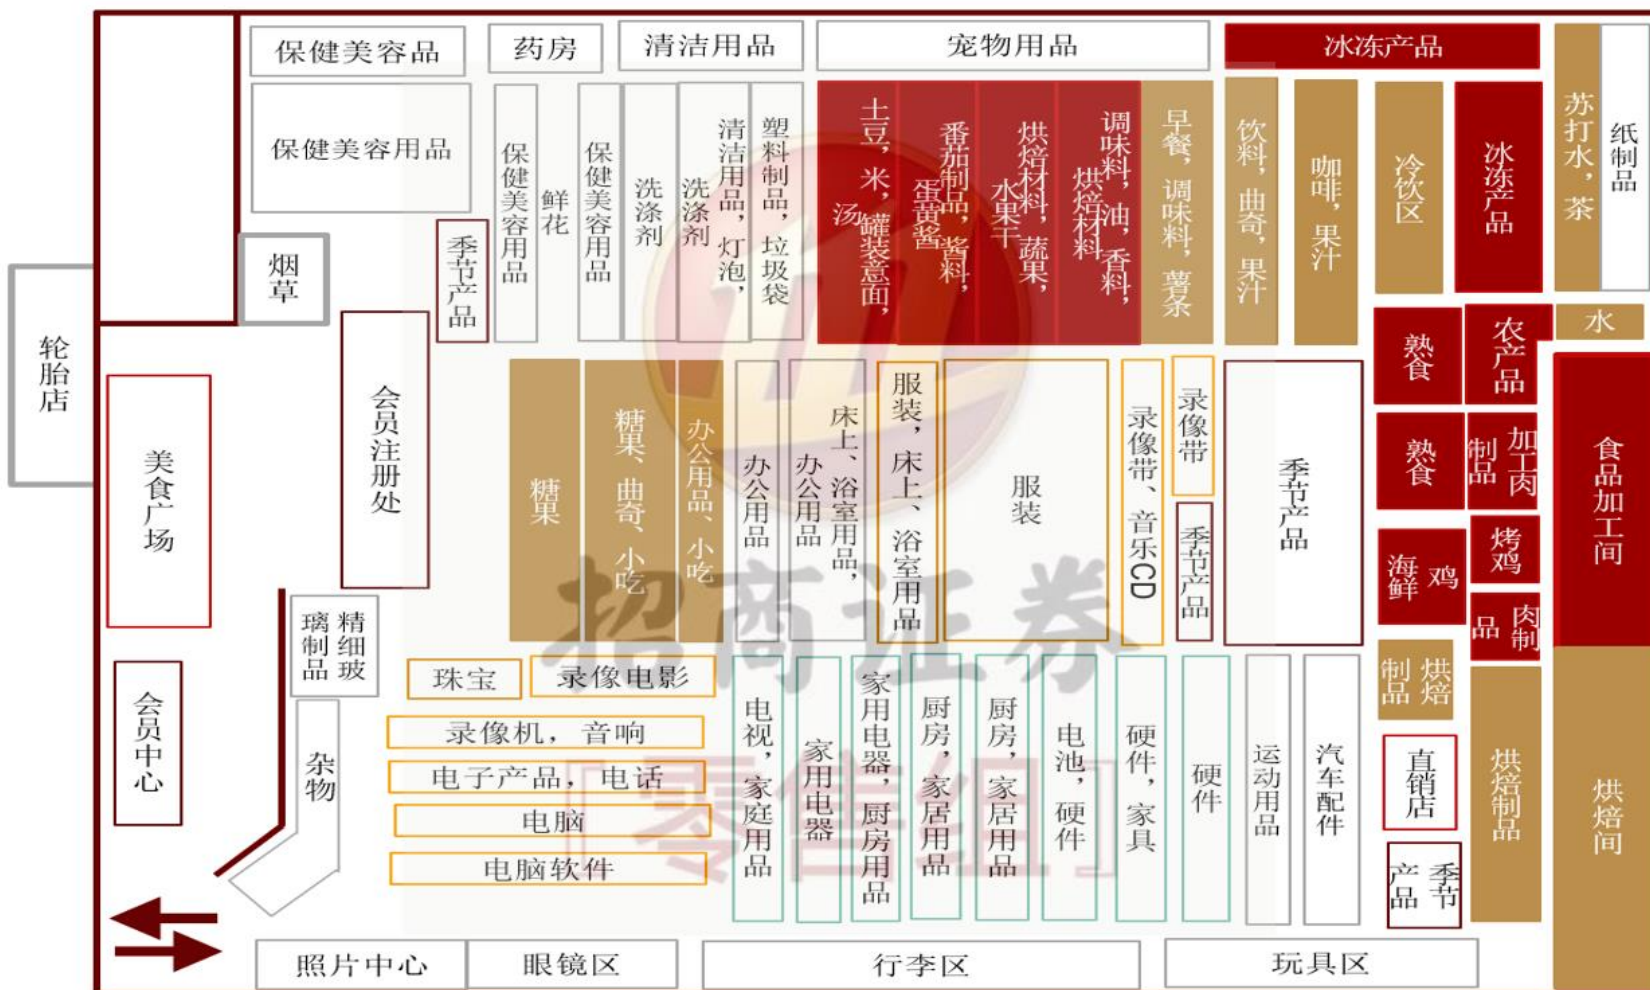 保健美容品
药房
清洁用品
宠物用品
冰冻产品
保健美容用品
保健美容用品
鲜花
保健美容用品
洗涤剂
洗涤剂
清洁用品，灯泡，
塑料制品，垃圾袋
土豆，米，罐装意面，
汤
番茄制品，酱料，
蛋黄酱
烘焙材料，蔬果，
水果干
调味料，油，香料，
烘焙材料
早餐，调味料，薯条
饮料，曲奇，果汁
咖啡，果汁
冷饮区
冰冻产品
苏打水，茶
纸制品
季节产品
烟草
轮胎店
水
会员注册处
美食广场
糖果
糖果、曲奇、小吃
办公用品、小吃
办公用品
床上、浴室用品，
办公用品
服装，床上、浴室用品
服装
录像带、音乐CD
录像带
季节产品
季节产品
熟食
农产品
熟食
加工肉
制品
海鲜
鸡
烤鸡
肉制
品
食品加工间
精细玻
璃制品
会员中心
杂物
珠宝
录像电影
录像机，音响
电子产品，电话
电脑
电脑软件
电视，家庭用品
家用电器
家用电器，厨房用品
厨房，家居用品
厨房，家居用品
电池，硬件
硬件，家具
硬件
运动用品
汽车配件
烘焙
制品
直销店
季节
产品
烘焙制品
烘焙间
照片中心
眼镜区
行李区
玩具区
招商证券
[零售组]